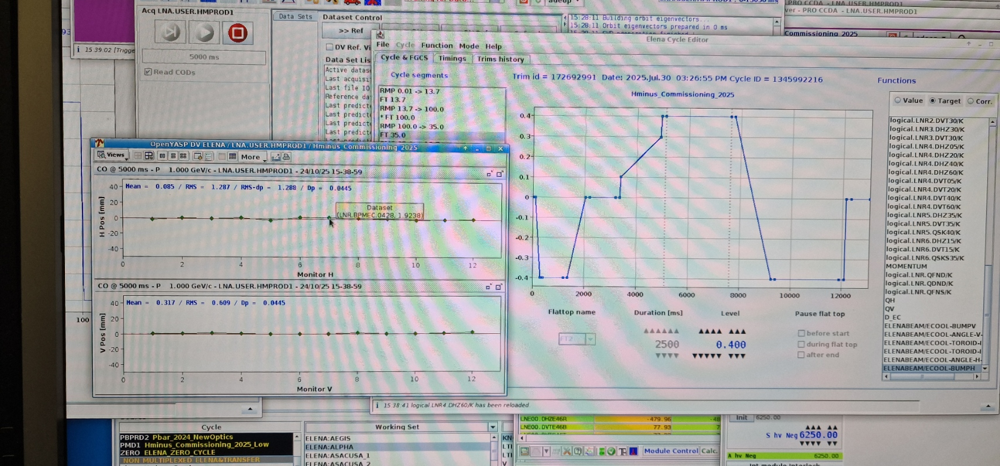 Acq LNA.USER.HMPROD1
5000 ms
Read CODs
i 15 39 02 [Trigge
Data Sets
Dataset Control
>> Ref
DV Ref. Vi
Data Set Lis
Active datas
Last acquisi
Last file IO
Reference da
Last predict
Last predict
Last predict
Last predict
15:28:11 Building orbit eigenvectors...
15:28:11 Orbit eigenvectors prepared in 0 ms
PRO CCDA - LNA.USER.HMPROD1
ver - PRO CCDA - LNA.USER.HMPROD1
Commissioning 2025
Elena Cycle Editor
File Cycle Function Mode Help
Cycle & FGCS Timings Trims history
Cycle segments
RMP 0.01 -> 13.7
FT 13.7
RMP 13.7 -> 100.0
* FT 100.0
RMP 100.0 -> 35.0
FT 35.0
Trim id = 172692991 Date: 2025.Jul.30 03:26:55 PM Cycle ID = 1345992216
Hminus_Commissioning_2025
0.4
0.3
0.2
0.1
0
-0.1
-0.2
-0.3
-0.4
0 2000 4000 6000 8000 10000 12000
Flattop name
FT2
Duration [ms]
2500
Level
0.400
Pause flat top
before start
during flat top
after end
Functions
Value Target Corr.
logical.LNR2.DVT30/K
logical.LNR3.DHZ30/K
logical.LNR3.DVT30/K
logical.LNR4.DHZ05/K
logical.LNR4.DHZ20/K
logical.LNR4.DHZ40/K
logical.LNR4.DHZ60/K
logical.LNR4.DVT05/K
logical.LNR4.DVT20/K
logical.LNR4.DVT40/K
logical.LNR4.DVT60/K
logical.LNR5.DHZ35/K
logical.LNR5.DVT35/K
logical.LNR5.QSK40/K
logical.LNR6.DHZ15/K
logical.LNR6.DVT15/K
logical.LNR6.QSKS35/K
MOMENTUM
logical.LNR.QFND/K
logical.LNR.QDND/K
logical.LNR.QFNS/K
QH
QV
D_EC
ELENABEAM/ECOOL-BUMPV
ELENABEAM/ECOOL-ANGLE-V-
ELENABEAM/ECOOL-TOROID-I
ELENABEAM/ECOOL-TOROID-I
ELENABEAM/ECOOL-ANGLE-H-
ELENABEAM/ECOOL-BUMPH
i 15 38 41 logical.LNR4.DHZ60/K has been reloaded
OpenYASP DV ELENA / LNA.USER.HMPROD1 / Hminus_Commissioning_2025
Views More
CO @ 5000 ms - P 1.000 GeV/c - LNA.USER.HMPROD1 - 24/10/25 15-38-59
Mean = 0.085 / RMS = 1.287 / RMS-dp = 1.288 / Dp = 0.0445
Dataset
(LNR.BPMEC.0428, 1.9238)
H Pos [mm]
40
20
0
-20
-40
0 2 4 6 8 10 12
Monitor H
CO @ 5000 ms - P 1.000 GeV/c - LNA.USER.HMPROD1 - 24/10/25 15-38-59
Mean = 0.317 / RMS = 0.609 / Dp = 0.0445
V Pos [mm]
40
20
0
-20
-40
0 2 4 6 8 10 12
Monitor V
100
Cycle
PBPRD2 Pbar_2024_NewOptics
PMD1 Hminus_Commissioning_2025_Low
ZERO ELENA_ZERO_CYCLE
NON MULTIPLEXED ELENA&TRANSFER
Working Set
ELENA:AEGIS
ELENA:ALPHA
ELENA:ASACUSA_1
ELENA:ASACUSA_2
LNE00.DHZE46R -479.96 -48
LNE00.DVTE46B 77.93 7
Module Control Calc.
Init 6250.00
S hv Neg 6250.00
A hv Neg 6250.00
Int module Interlock